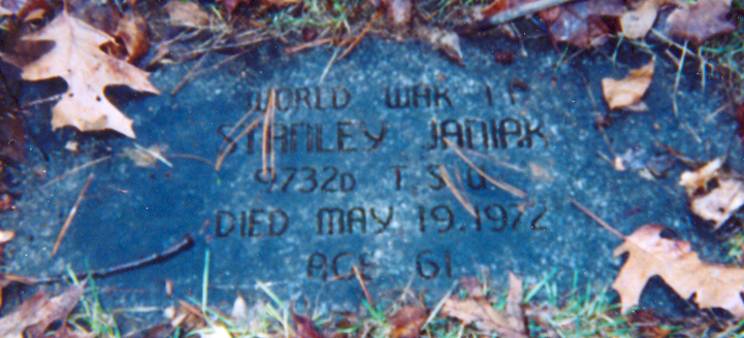 WORLD WAR II
STANLEY JANIAK
9732D T.S.U.
DIED MAY 19.1972
AGE 61